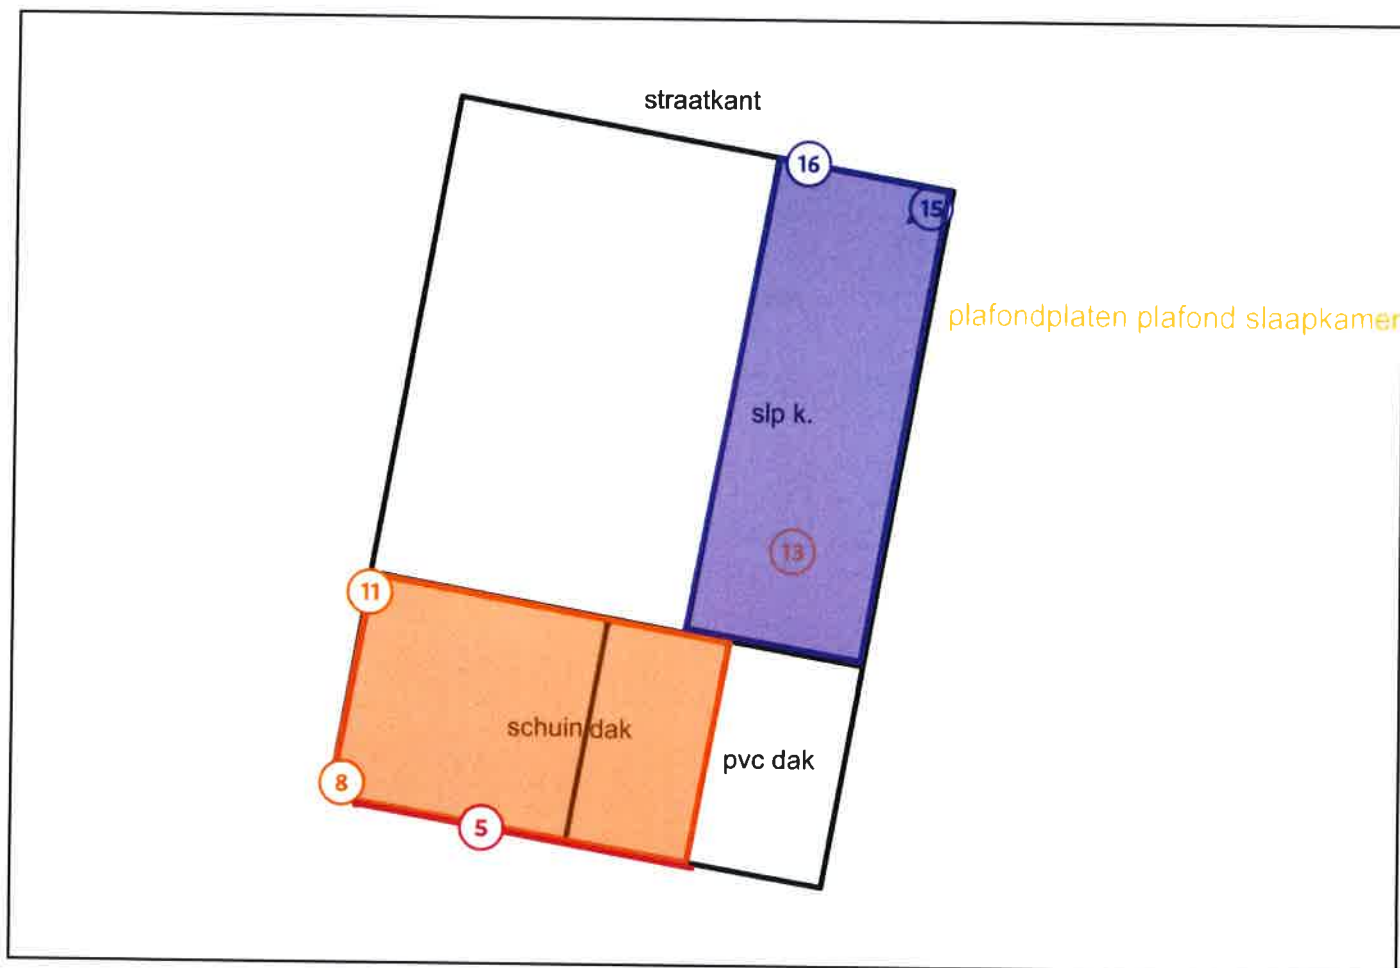 straatkant
16
15
plafondplaten plafond slaapkamer
slp k.
13
11
schuin dak
pvc dak
8
5